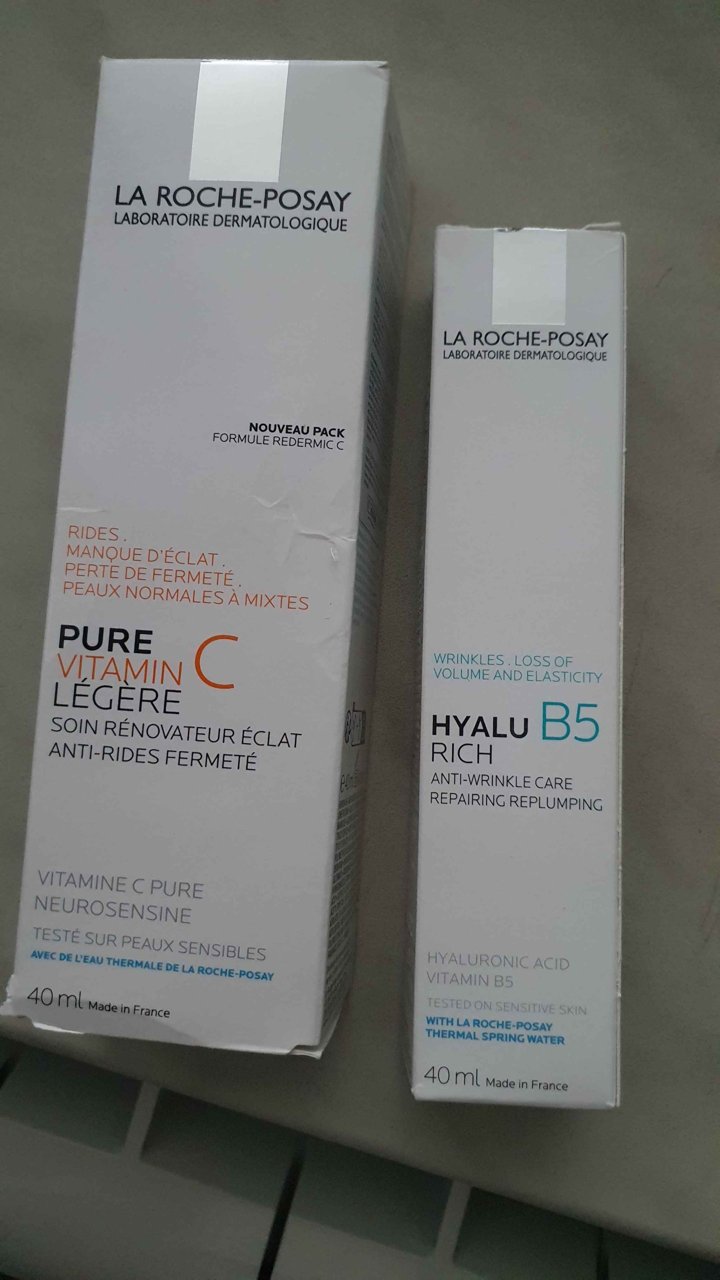 LA ROCHE-POSAY
LABORATOIRE DERMATOLOGIQUE
NOUVEAU PACK
FORMULE REDERMIC C
RIDES .
MANQUE D'ÉCLAT .
PERTE DE FERMETÉ .
PEAUX NORMALES À MIXTES
PURE
VITAMIN C
LÉGÈRE
SOIN RÉNOVATEUR ÉCLAT
ANTI-RIDES FERMETÉ
VITAMINE C PURE
NEUROSENSINE
TESTÉ SUR PEAUX SENSIBLES
AVEC DE L'EAU THERMALE DE LA ROCHE-POSAY
40 ml Made in France
LA ROCHE-POSAY
LABORATOIRE DERMATOLOGIQUE
WRINKLES . LOSS OF
VOLUME AND ELASTICITY
HYALU B5
RICH
ANTI-WRINKLE CARE
REPAIRING REPLUMPING
HYALURONIC ACID
VITAMIN B5
TESTED ON SENSITIVE SKIN
WITH LA ROCHE-POSAY
THERMAL SPRING WATER
40 ml Made in France